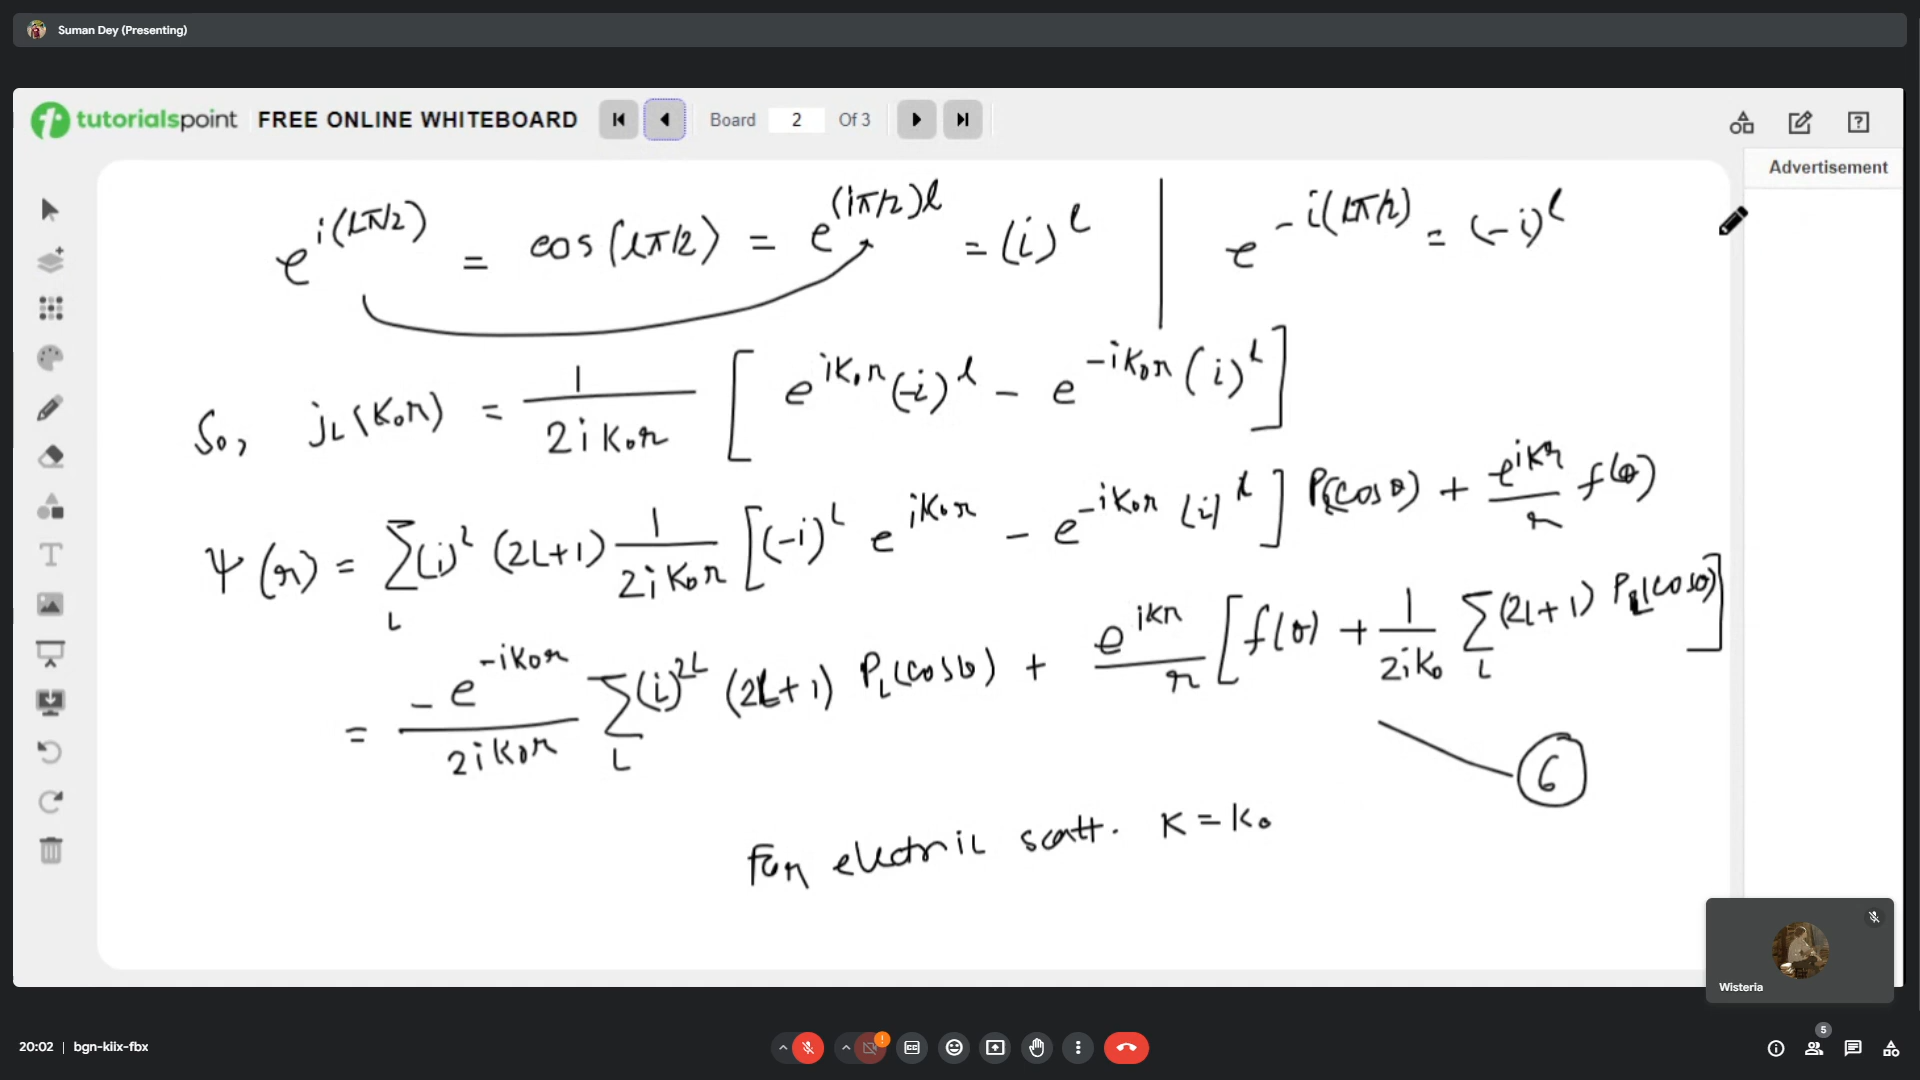 Suman Dey (Presenting)
tutorialspoint FREE ONLINE WHITEBOARD Board 2 Of 3
Advertisement
e^{i(lπ/2)} = cos(lπ/2) = e^{(iπ/2)l} = (i)^l | e^{-i(lπ/2)} = (-i)^l
So, j_L(k₀r) = 1/(2ik₀r) [e^{ik₀r}(-i)^l - e^{-ik₀r}(i)^l]
Ψ(r) = Σ_L (i)^l (2L+1) 1/(2ik₀r) [(-i)^L e^{ik₀r} - e^{-ik₀r}(i)^l] P_L(cosθ) + e^{ikr}/r f(θ)
= -e^{-ik₀r}/(2ik₀r) Σ_L (i)^{2L} (2L+1) P_L(cosθ) + e^{ikr}/r [f(θ) + 1/(2ik₀) Σ_L (2L+1) P_L(cosθ)]
6
For electric scatt. K = K₀
Wisteria
20:02 | bgn-kiix-fbx
5